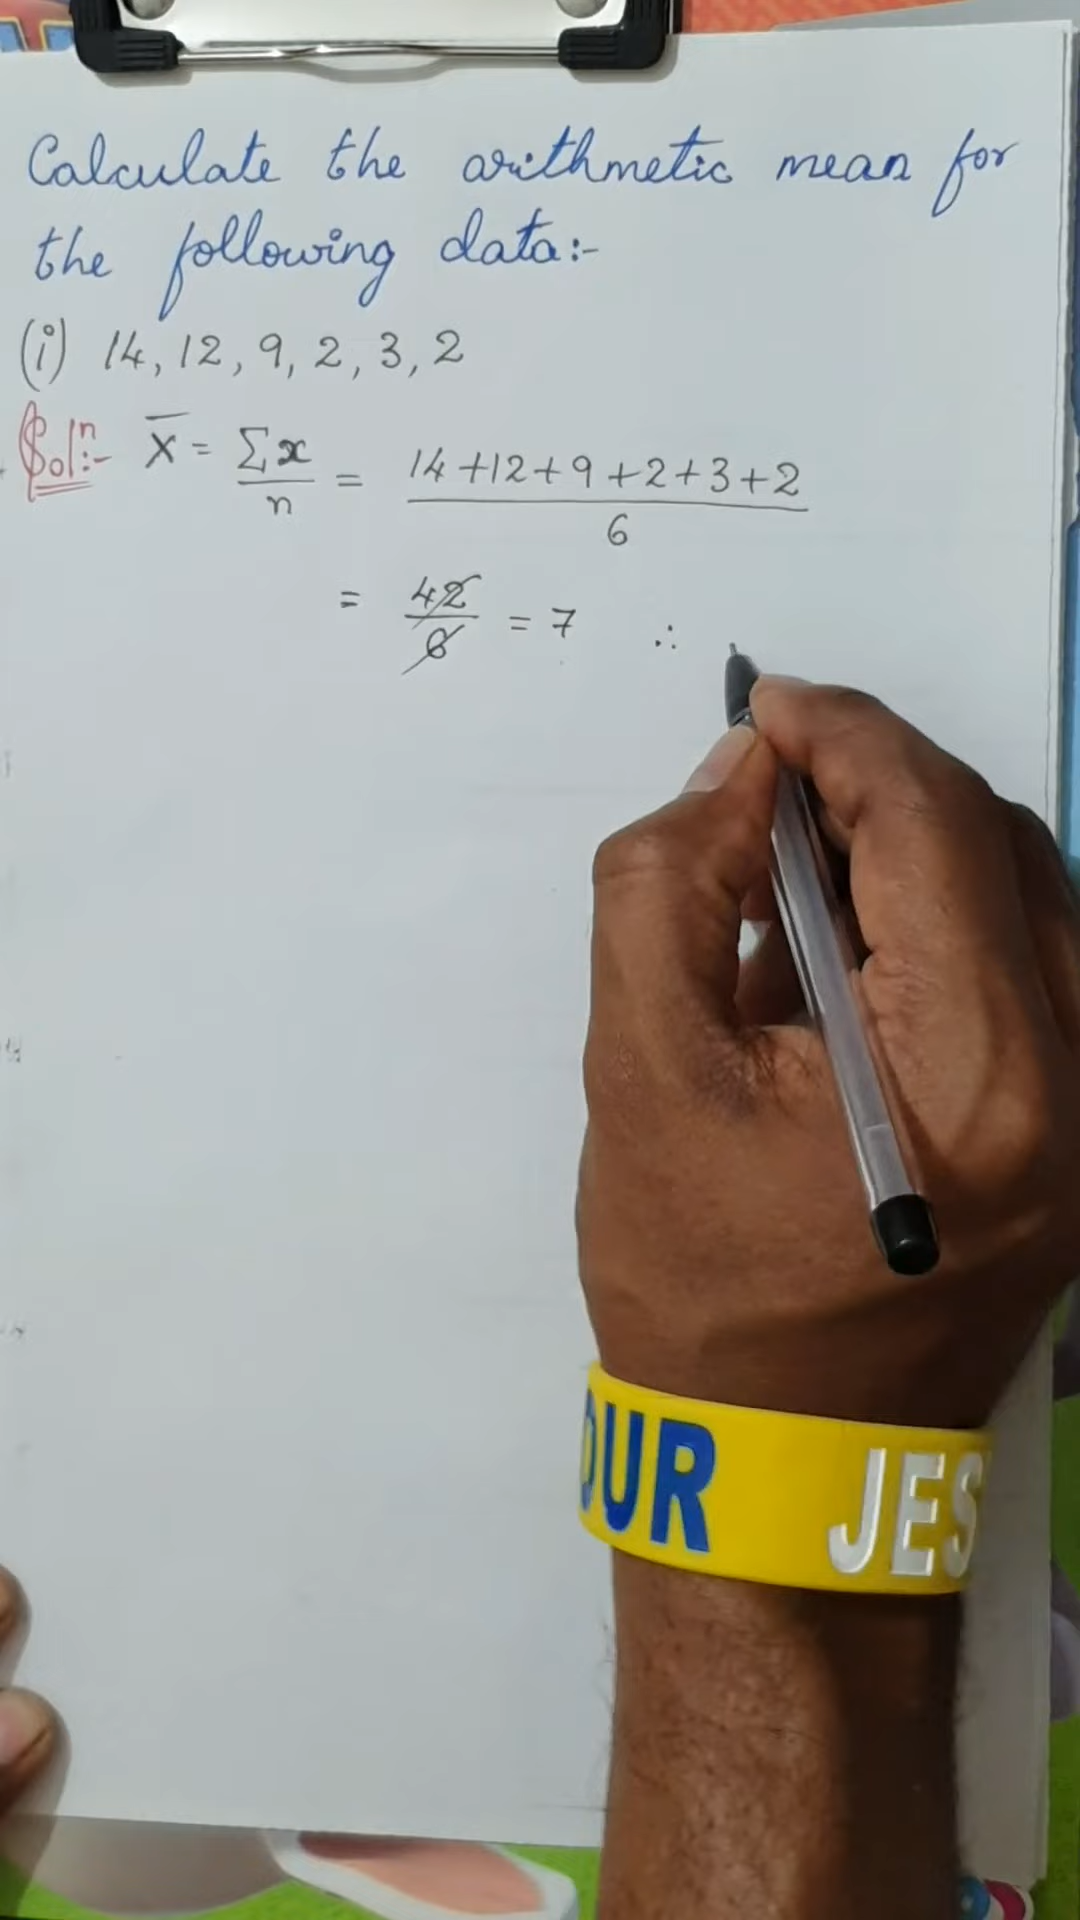 Calculate the arithmetic mean for
the following data:-
(i) 14, 12, 9, 2, 3, 2
Solⁿ:- X̄ = Σx/n = 14+12+9+2+3+2/6
= 42/6 = 7 ∴
OUR JES